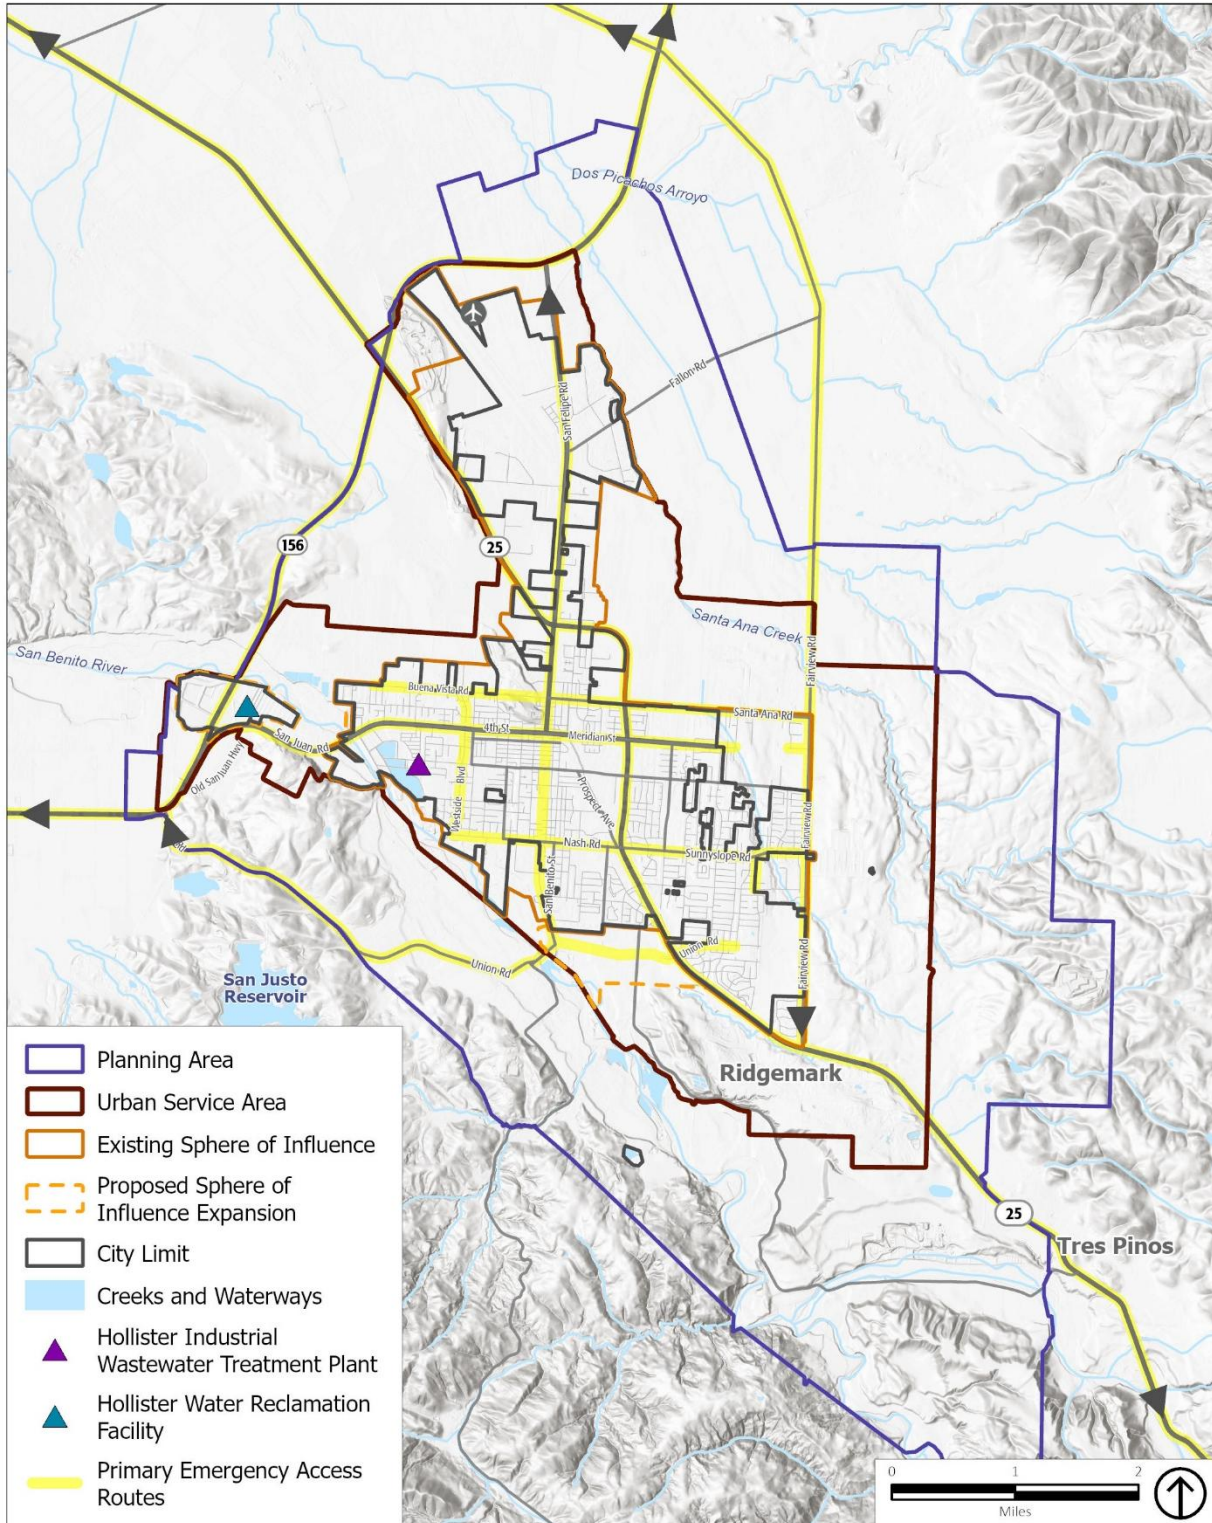 Dos Picachos Arroyo
Fallon Rd
San Felipe Rd
156
25
Santa Ana Creek
San Benito River
Fairview Rd
Buena Vista Rd
Santa Ana Rd
4th St
Meridian St
San Juan Rd
Old San Juan Hwy
Westside Blvd
Prospect Ave
Fairview Rd
Nash Rd
Sunnyslope Rd
Rd
San Benito St
Union Rd
Union Rd
Fairview Rd
San Justo
Reservoir
Ridgemark
25
Tres Pinos
Planning Area
Urban Service Area
Existing Sphere of Influence
Proposed Sphere of
Influence Expansion
City Limit
Creeks and Waterways
Hollister Industrial
Wastewater Treatment Plant
Hollister Water Reclamation
Facility
Primary Emergency Access
Routes
0 1 2
Miles